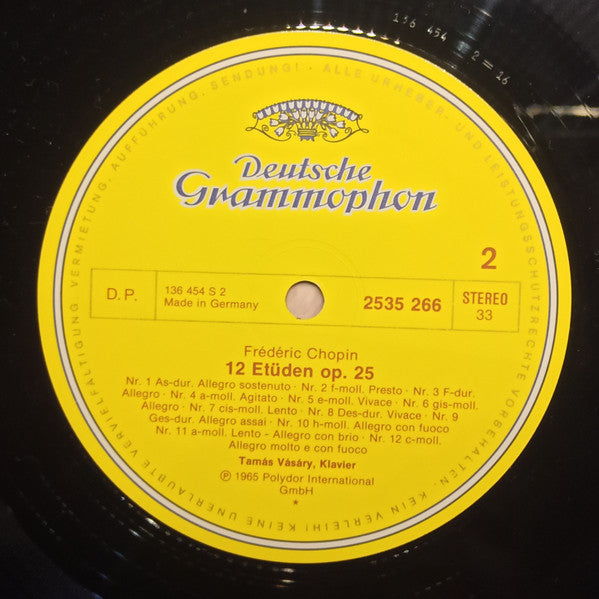 136 454 2 = 26
ALLE URHEBER- UND LEISTUNGSSCHUTZRECHTE VORBEHALTEN· KEIN VERLEIH! KEINE UNERLAUBTE VERVIELFÄLTIGUNG, VERMIETUNG, AUFFÜHRUNG, SENDUNG! ·
Deutsche
Grammophon
2
D.P.
136 454 S 2
Made in Germany
2535 266
STEREO
33
Frédéric Chopin
12 Etüden op. 25
Nr. 1 As-dur. Allegro sostenuto · Nr. 2 f-moll. Presto · Nr. 3 F-dur.
Allegro · Nr. 4 a-moll. Agitato · Nr. 5 e-moll. Vivace · Nr. 6 gis-moll.
Allegro · Nr. 7 cis-moll. Lento · Nr. 8 Des-dur. Vivace · Nr. 9
Ges-dur. Allegro assai · Nr. 10 h-moll. Allegro con fuoco
Nr. 11 a-moll. Lento - Allegro con brio · Nr. 12 c-moll.
Allegro molto e con fuoco
Tamás Vásáry, Klavier
Ⓟ 1965 Polydor International
GmbH
*